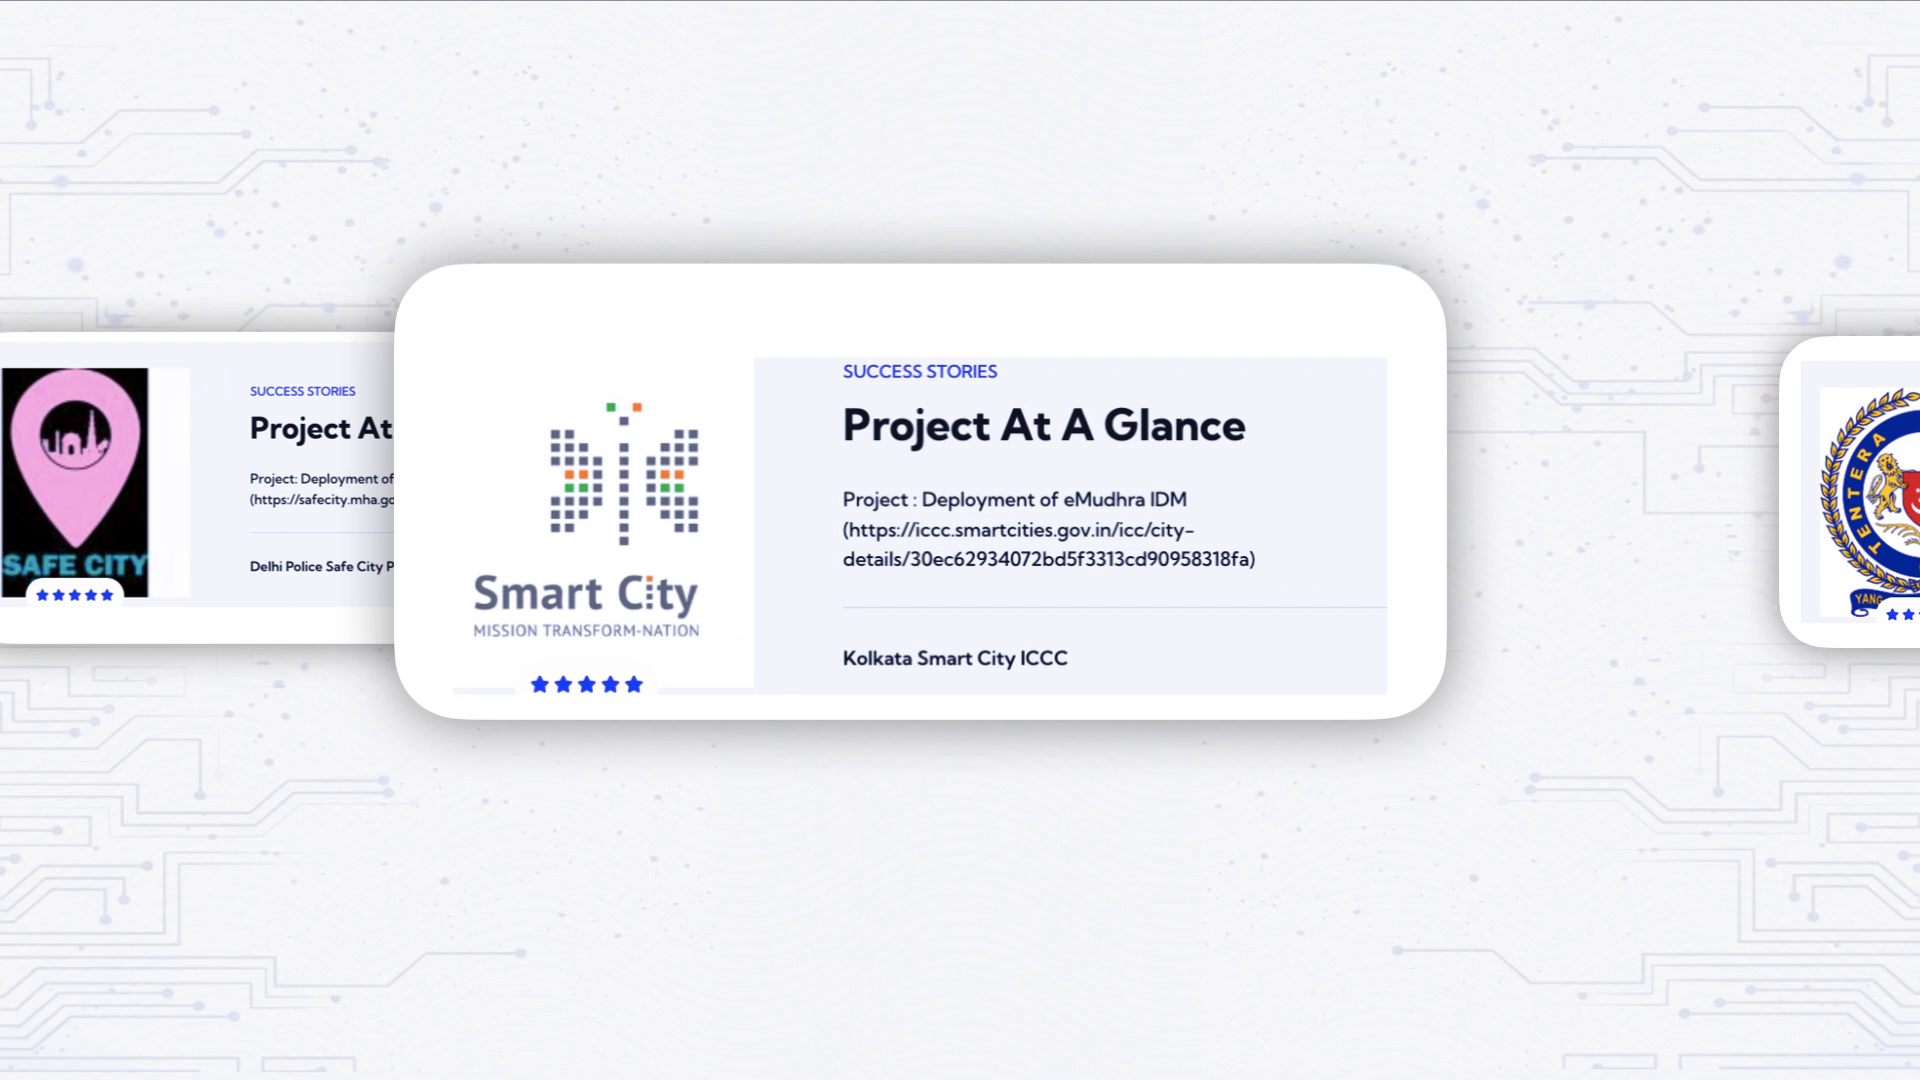 SAFE CITY
SUCCESS STORIES
Project At
Project: Deployment of
(https://safecity.mha.go
Delhi Police Safe City P
Smart City
MISSION TRANSFORM-NATION
SUCCESS STORIES
Project At A Glance
Project : Deployment of eMudhra IDM
(https://iccc.smartcities.gov.in/icc/city-
details/30ec62934072bd5f3313cd90958318fa)
Kolkata Smart City ICCC
TENTERA
YANG